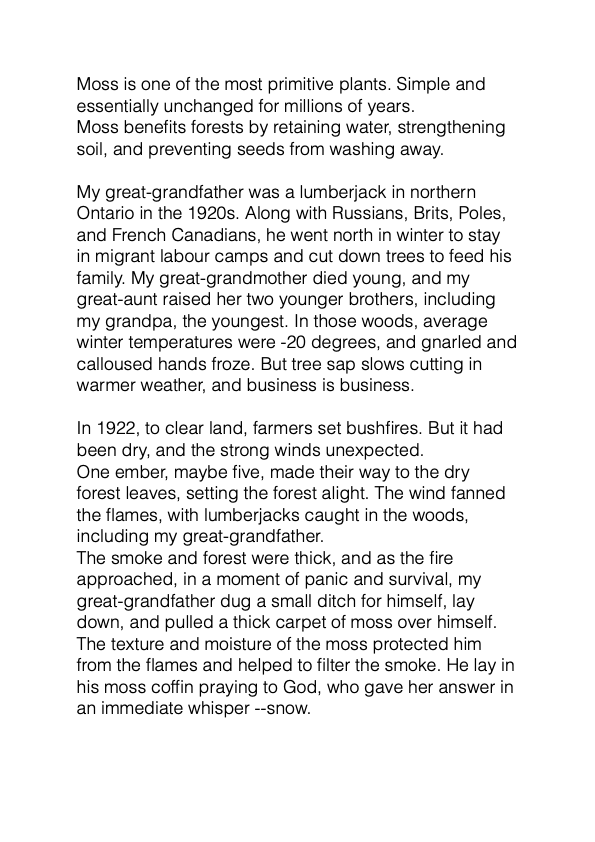 Moss is one of the most primitive plants. Simple and
essentially unchanged for millions of years.
Moss benefits forests by retaining water, strengthening
soil, and preventing seeds from washing away.

My great-grandfather was a lumberjack in northern
Ontario in the 1920s. Along with Russians, Brits, Poles,
and French Canadians, he went north in winter to stay
in migrant labour camps and cut down trees to feed his
family. My great-grandmother died young, and my
great-aunt raised her two younger brothers, including
my grandpa, the youngest. In those woods, average
winter temperatures were -20 degrees, and gnarled and
calloused hands froze. But tree sap slows cutting in
warmer weather, and business is business.

In 1922, to clear land, farmers set bushfires. But it had
been dry, and the strong winds unexpected.
One ember, maybe five, made their way to the dry
forest leaves, setting the forest alight. The wind fanned
the flames, with lumberjacks caught in the woods,
including my great-grandfather.
The smoke and forest were thick, and as the fire
approached, in a moment of panic and survival, my
great-grandfather dug a small ditch for himself, lay
down, and pulled a thick carpet of moss over himself.
The texture and moisture of the moss protected him
from the flames and helped to filter the smoke. He lay in
his moss coffin praying to God, who gave her answer in
an immediate whisper --snow.